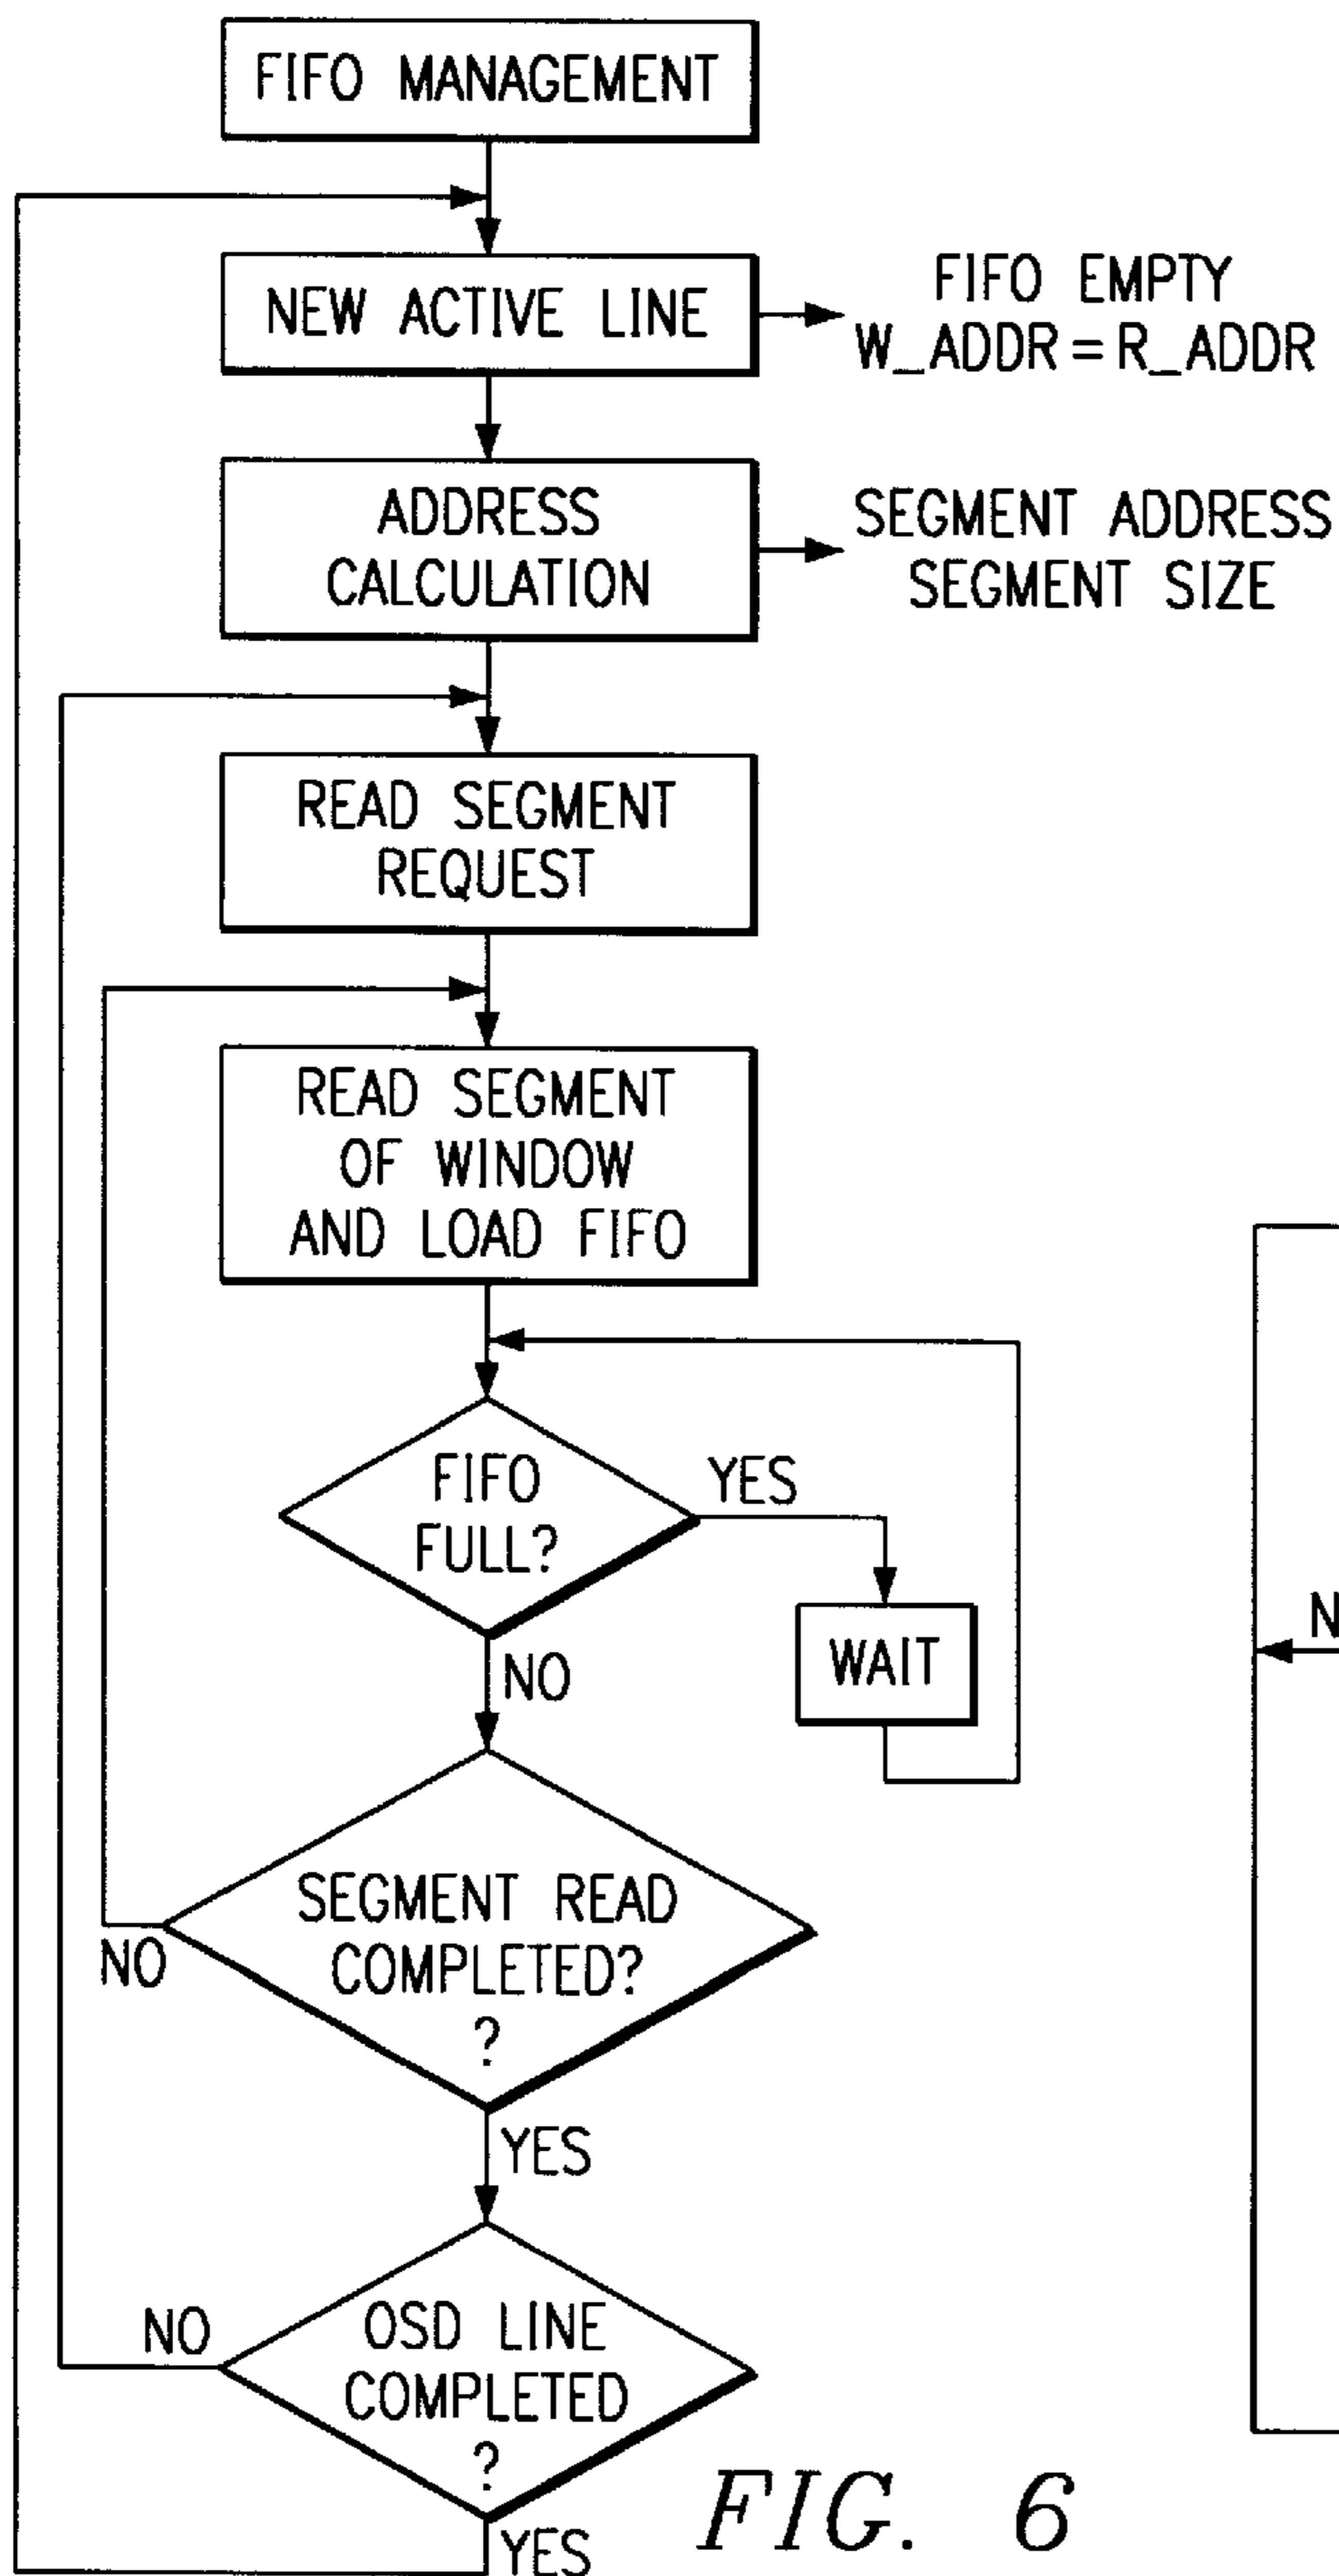 FIFO MANAGEMENT
NEW ACTIVE LINE
FIFO EMPTY
W_ADDR = R_ADDR
ADDRESS
CALCULATION
SEGMENT ADDRESS
SEGMENT SIZE
READ SEGMENT
REQUEST
READ SEGMENT
OF WINDOW
AND LOAD FIFO
FIFO
FULL?
YES
WAIT
NO
SEGMENT READ
COMPLETED?
?
NO
YES
OSD LINE
COMPLETED
?
NO
YES
FIG. 6